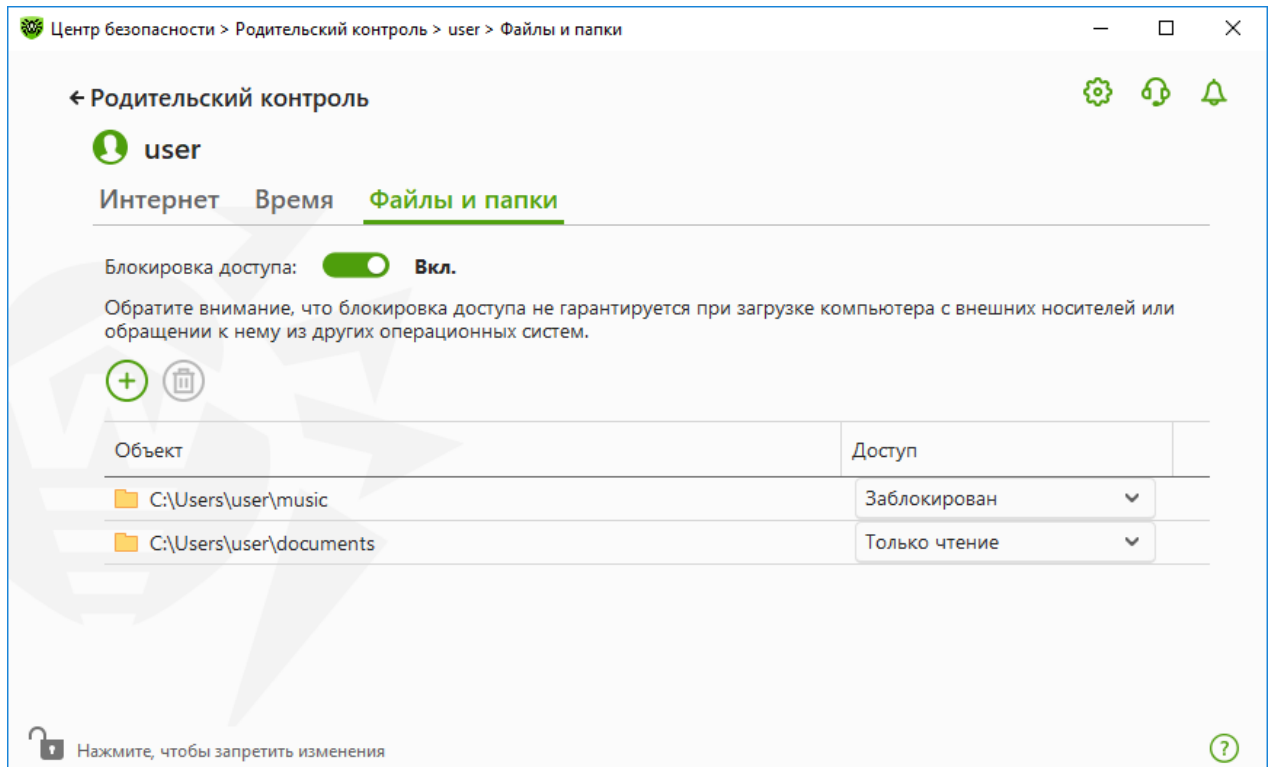 Центр безопасности > Родительский контроль > user > Файлы и папки
Родительский контроль
user
Интернет Время Файлы и папки
Блокировка доступа: Вкл.
Обратите внимание, что блокировка доступа не гарантируется при загрузке компьютера с внешних носителей или
обращении к нему из других операционных систем.
Объект Доступ
C:\Users\user\music Заблокирован
C:\Users\user\documents Только чтение
Нажмите, чтобы запретить изменения